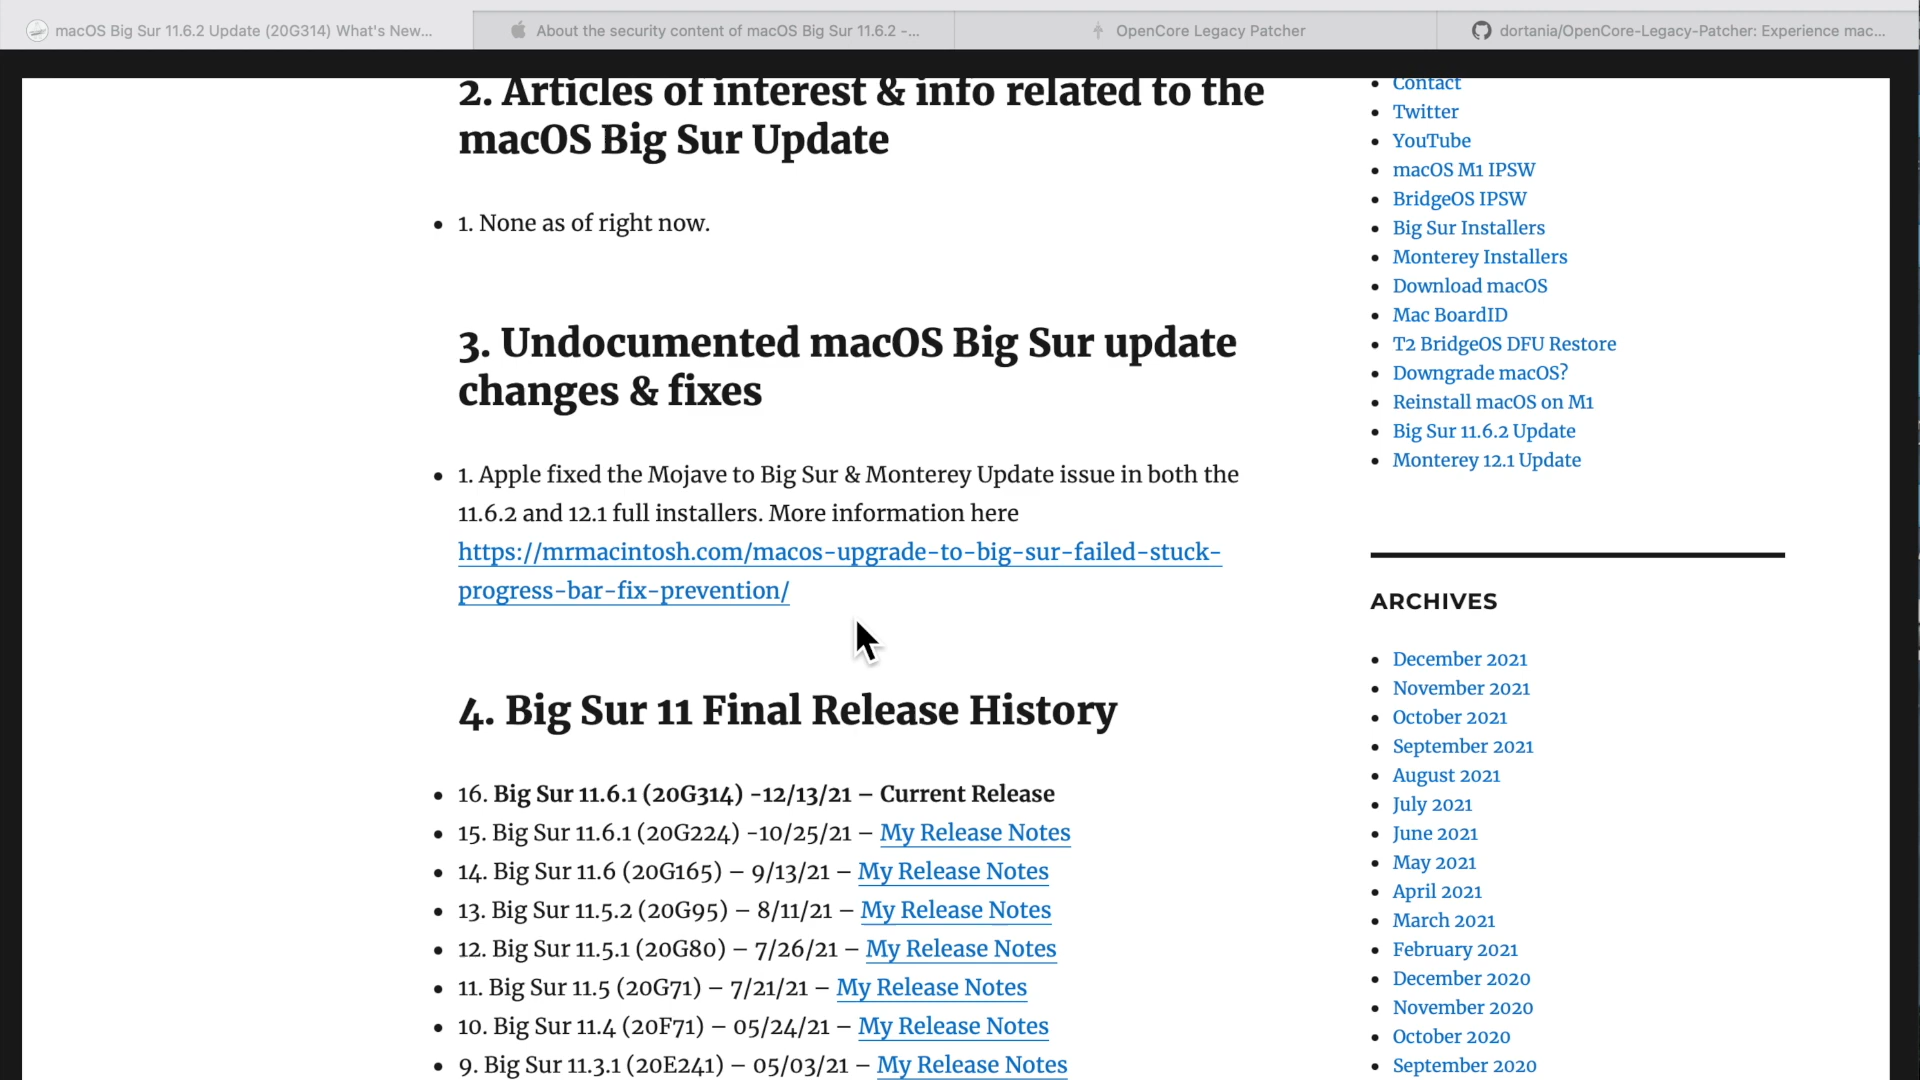 macOS Big Sur 11.6.2 Update (20G314) What's New...
About the security content of macOS Big Sur 11.6.2 -...
OpenCore Legacy Patcher
dortania/OpenCore-Legacy-Patcher: Experience mac...
2. Articles of interest & info related to the
macOS Big Sur Update
• 1. None as of right now.
3. Undocumented macOS Big Sur update
changes & fixes
• 1. Apple fixed the Mojave to Big Sur & Monterey Update issue in both the
11.6.2 and 12.1 full installers. More information here
https://mrmacintosh.com/macos-upgrade-to-big-sur-failed-stuck-
progress-bar-fix-prevention/
4. Big Sur 11 Final Release History
• 16. Big Sur 11.6.1 (20G314) -12/13/21 – Current Release
• 15. Big Sur 11.6.1 (20G224) -10/25/21 – My Release Notes
• 14. Big Sur 11.6 (20G165) – 9/13/21 – My Release Notes
• 13. Big Sur 11.5.2 (20G95) – 8/11/21 – My Release Notes
• 12. Big Sur 11.5.1 (20G80) – 7/26/21 – My Release Notes
• 11. Big Sur 11.5 (20G71) – 7/21/21 – My Release Notes
• 10. Big Sur 11.4 (20F71) – 05/24/21 – My Release Notes
• 9. Big Sur 11.3.1 (20E241) – 05/03/21 – My Release Notes
• Contact
• Twitter
• YouTube
• macOS M1 IPSW
• BridgeOS IPSW
• Big Sur Installers
• Monterey Installers
• Download macOS
• Mac BoardID
• T2 BridgeOS DFU Restore
• Downgrade macOS?
• Reinstall macOS on M1
• Big Sur 11.6.2 Update
• Monterey 12.1 Update
ARCHIVES
• December 2021
• November 2021
• October 2021
• September 2021
• August 2021
• July 2021
• June 2021
• May 2021
• April 2021
• March 2021
• February 2021
• December 2020
• November 2020
• October 2020
• September 2020